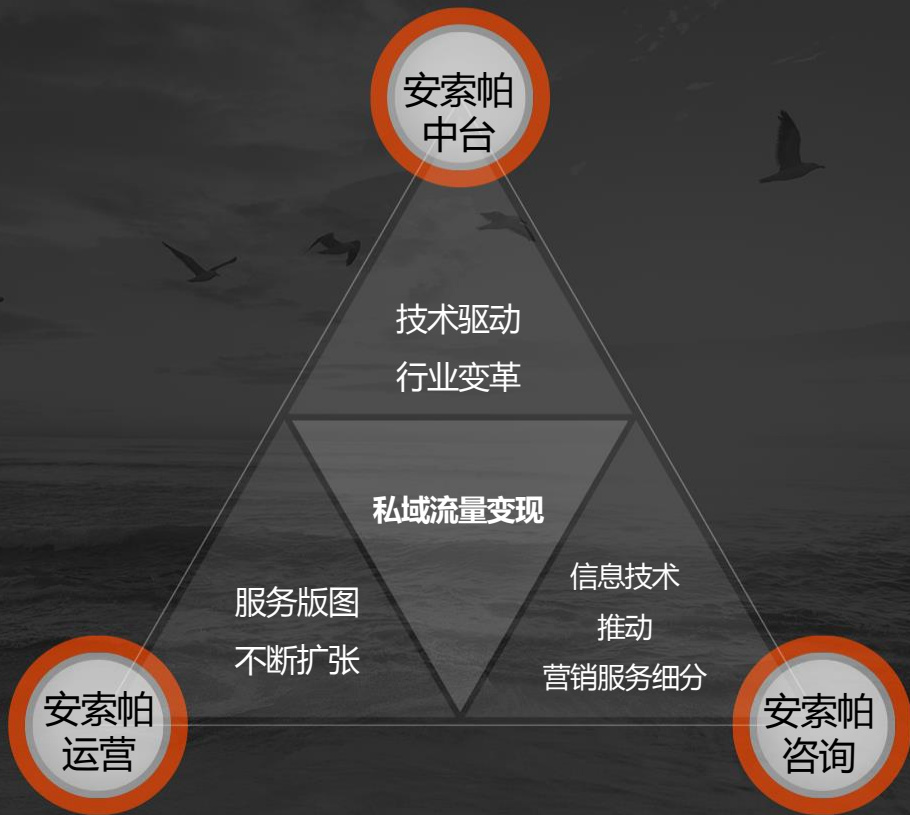 安索帕
中台
技术驱动
行业变革
私域流量变现
服务版图
不断扩张
信息技术
推动
营销服务细分
安索帕
运营
安索帕
咨询